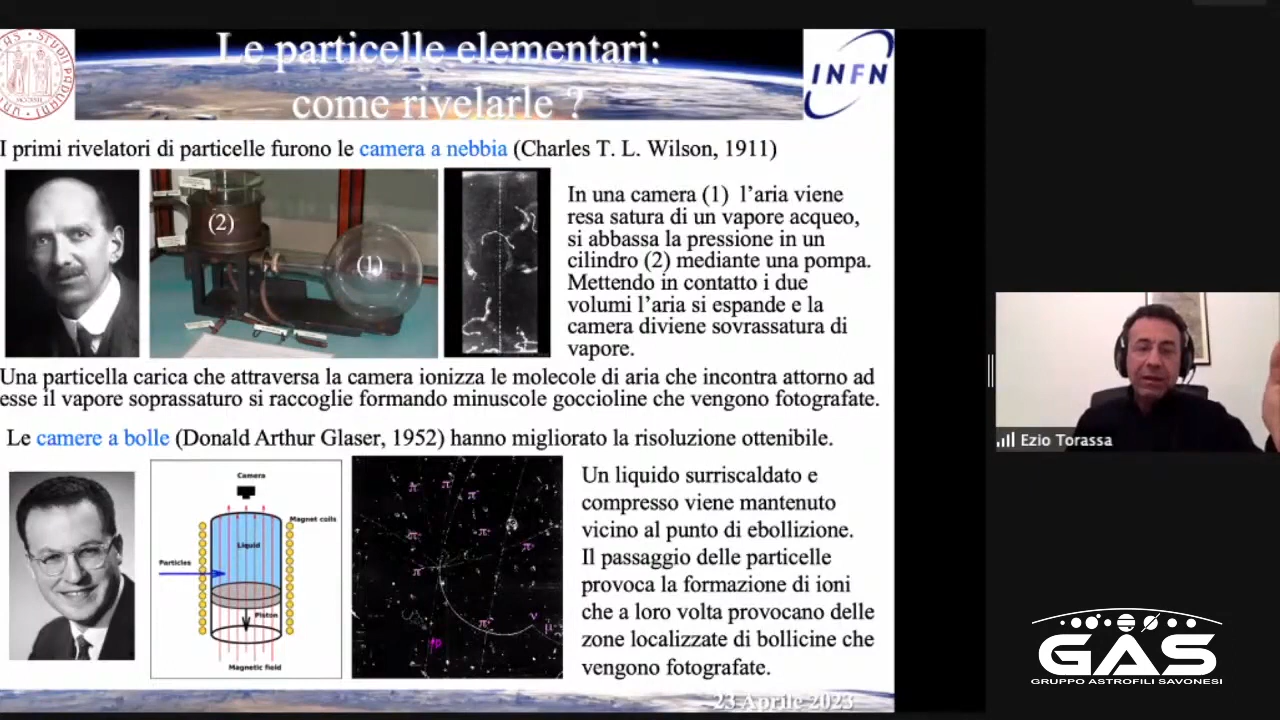 Le particelle elementari:
come rivelarle ?
INFN
I primi rivelatori di particelle furono le camera a nebbia (Charles T. L. Wilson, 1911)
(2)
(1)
In una camera (1) l'aria viene
resa satura di un vapore acqueo,
si abbassa la pressione in un
cilindro (2) mediante una pompa.
Mettendo in contatto i due
volumi l'aria si espande e la
camera diviene sovrassatura di
vapore.
Una particella carica che attraversa la camera ionizza le molecole di aria che incontra attorno ad
esse il vapore soprassaturo si raccoglie formando minuscole goccioline che vengono fotografate.
Le camere a bolle (Donald Arthur Glaser, 1952) hanno migliorato la risoluzione ottenibile.
Camera
Magnet coils
Liquid
Particles
Piston
Magnetic field
Un liquido surriscaldato e
compresso viene mantenuto
vicino al punto di ebollizione.
Il passaggio delle particelle
provoca la formazione di ioni
che a loro volta provocano delle
zone localizzate di bollicine che
vengono fotografate.
23 Aprile 2023
Ezio Torassa
GAS
GRUPPO ASTROFILI SAVONESI